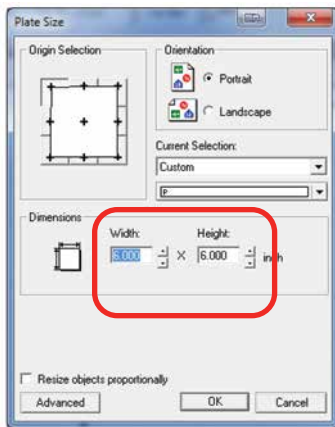 Plate Size
Origin Selection
Orientation
Portrait
Landscape
Current Selection:
Custom
P
Dimensions
Width: Height:
6.000 X 6.000 inch
Resize objects proportionally
Advanced OK Cancel